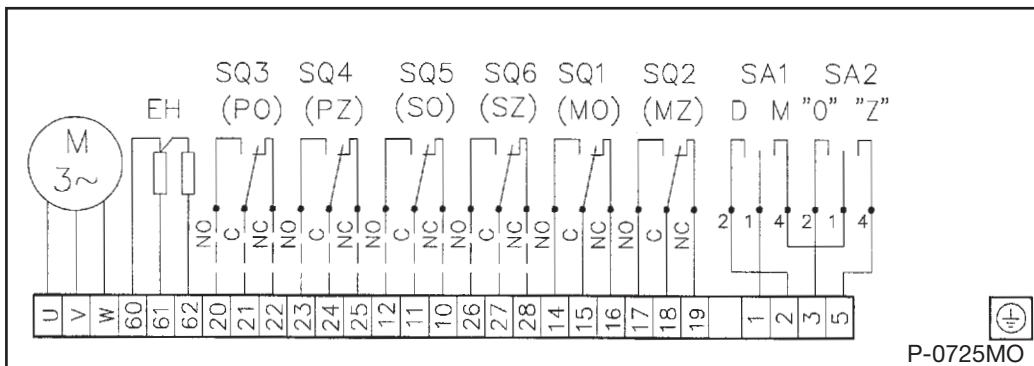 SQ3 SQ4 SQ5 SQ6 SQ1 SQ2 SA1 SA2
EH (PO) (PZ) (SO) (SZ) (MO) (MZ) D M "O" "Z"
M
3~
2 1 4 2 1 4
NO C NC NO C NC NO C NC NO C NC NO C NC NO C NC
U V W 60 61 62 20 21 22 23 24 25 12 11 10 26 27 28 14 15 16 17 18 19 1 2 3 5
P-0725MO